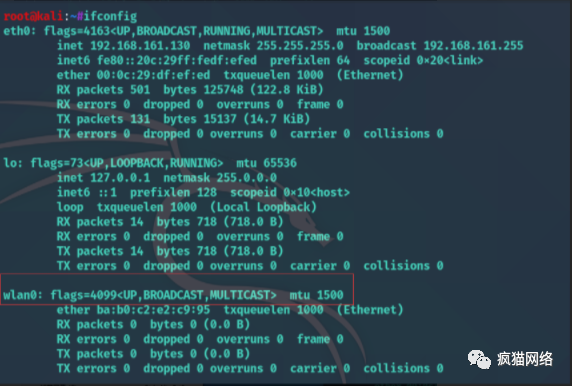 root@kali:~#ifconfig
eth0: flags=4163<UP,BROADCAST,RUNNING,MULTICAST>  mtu 1500
inet 192.168.161.130  netmask 255.255.255.0  broadcast 192.168.161.255
inet6 fe80::20c:29ff:fedf:efed  prefixlen 64  scopeid 0×20<link>
ether 00:0c:29:df:ef:ed  txqueuelen 1000  (Ethernet)
RX packets 501  bytes 125748 (122.8 KiB)
RX errors 0  dropped 0  overruns 0  frame 0
TX packets 131  bytes 15137 (14.7 KiB)
TX errors 0  dropped 0 overruns 0  carrier 0  collisions 0
lo: flags=73<UP,LOOPBACK,RUNNING>  mtu 65536
inet 127.0.0.1  netmask 255.0.0.0
inet6 ::1  prefixlen 128  scopeid 0×10<host>
loop  txqueuelen 1000  (Local Loopback)
RX packets 14  bytes 718 (718.0 B)
RX errors 0  dropped 0  overruns 0  frame 0
TX packets 14  bytes 718 (718.0 B)
TX errors 0  dropped 0 overruns 0  carrier 0  collisions 0
wlan0: flags=4099<UP,BROADCAST,MULTICAST>  mtu 1500
ether ba:b0:c2:e2:c9:95  txqueuelen 1000  (Ethernet)
RX packets 0  bytes 0 (0.0 B)
RX errors 0  dropped 0  overruns 0  frame 0
TX packets 0  bytes 0 (0.0 B)
TX errors 0  dropped 0 overruns 0  carrier 0  collisions 0
疯猫网络